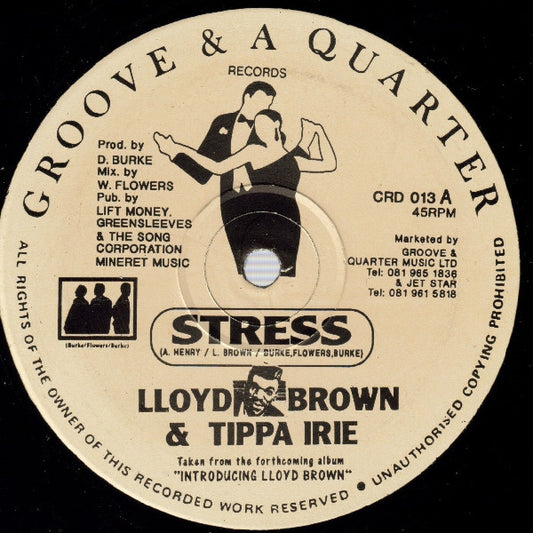 GROOVE & A QUARTER
RECORDS
Prod. by
D. BURKE
Mix. by
W. FLOWERS
Pub. by
LIFT MONEY,
GREENSLEEVES
& THE SONG
CORPORATION
MINERET MUSIC
CRD 013 A
45RPM
Marketed by
GROOVE &
QUARTER MUSIC LTD
Tel: 081 965 1836
& JET STAR
Tel: 081 961 5818
(Burke/Flowers/Burke)
STRESS
(A. HENRY / L. BROWN / BURKE,FLOWERS,BURKE)
LLOYD BROWN
& TIPPA IRIE
Taken from the forthcoming album
"INTRODUCING LLOYD BROWN"
ALL RIGHTS OF THE OWNER OF THIS RECORDED WORK RESERVED ● UNAUTHORISED COPYING PROHIBITED